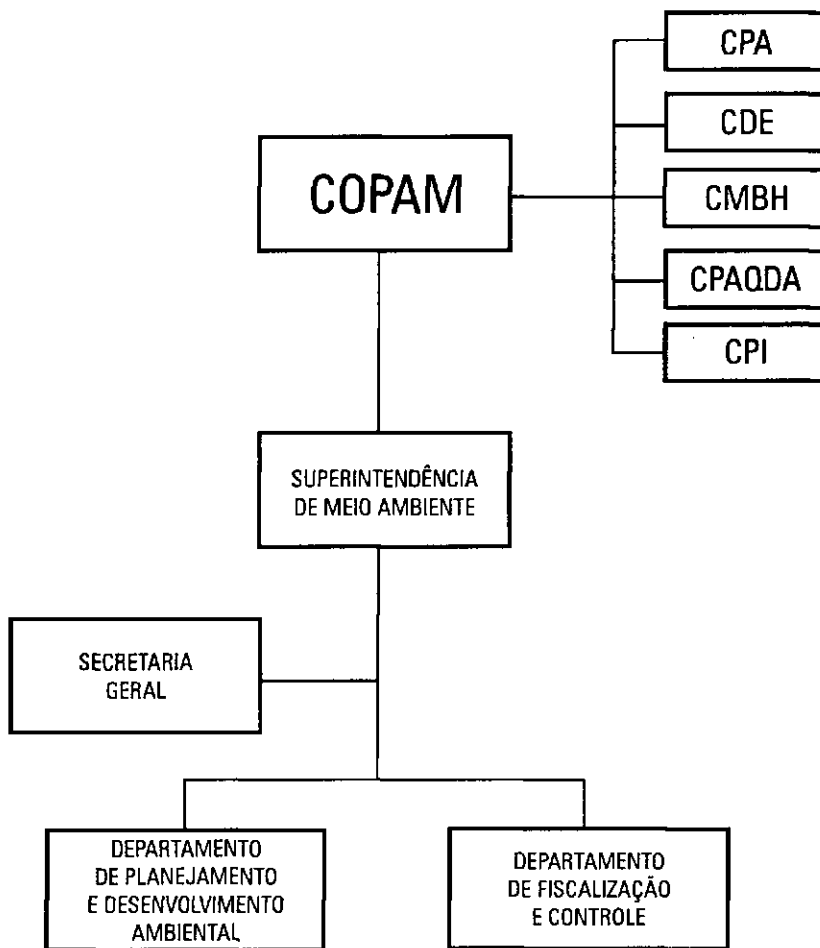 CPA
CDE
COPAM
CMBH
CPAQDA
CPI
SUPERINTENDÊNCIA
DE MEIO AMBIENTE
SECRETARIA
GERAL
DEPARTAMENTO
DE PLANEJAMENTO
E DESENVOLVIMENTO
AMBIENTAL
DEPARTAMENTO
DE FISCALIZAÇÃO
E CONTROLE